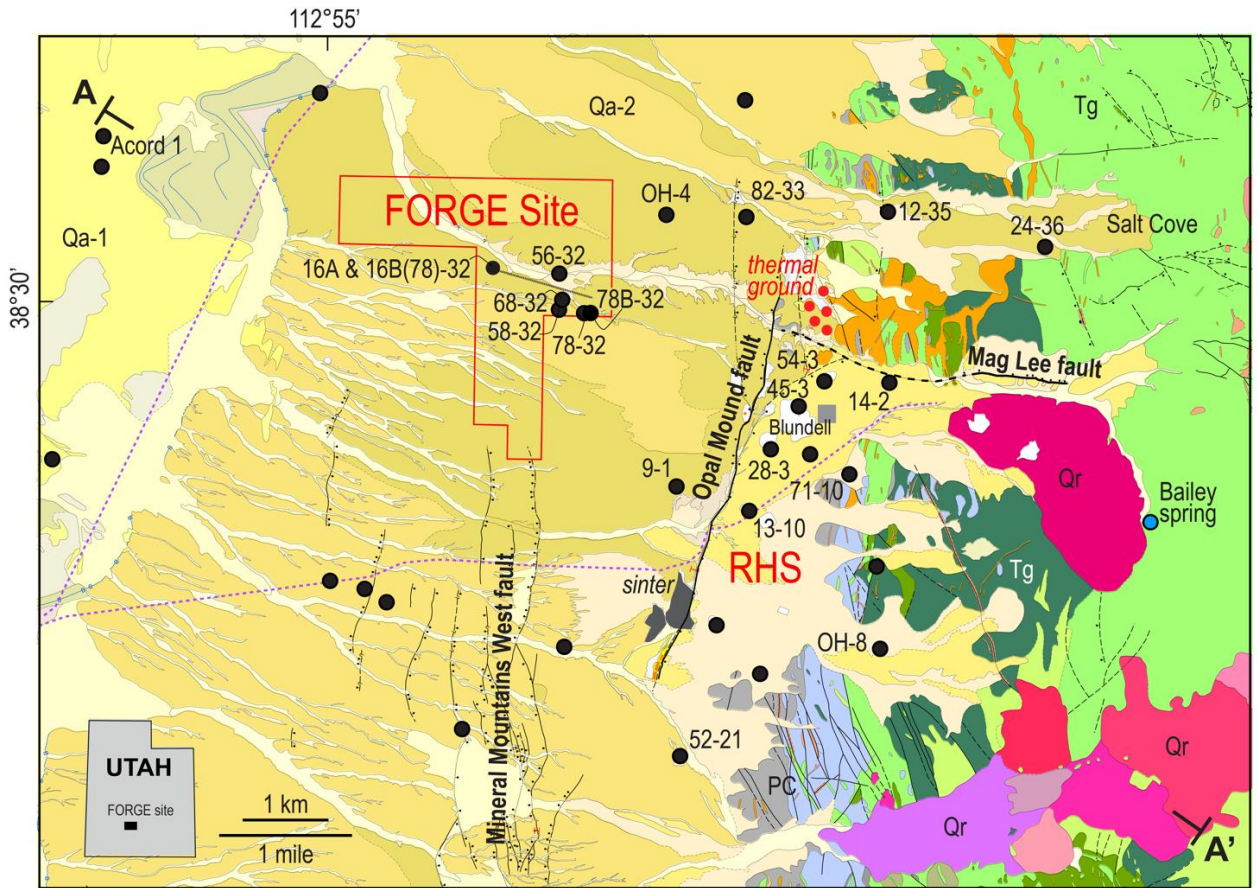 112°55’
38°30’
A
Acord 1
Qa-1
Qa-2
Tg
FORGE Site
OH-4
82-33
12-35
24-36
Salt Cove
16A & 16B(78)-32
56-32
68-32
78B-32
58-32
78-32
thermal
ground
Opal Mound fault
Mag Lee fault
54-3
45-3
14-2
Blundell
28-3
9-1
71-10
13-10
Qr
Bailey
spring
RHS
Tg
sinter
Mineral Mountains West fault
OH-8
52-21
PC
Qr
Qr
A’
UTAH
FORGE site
1 km
1 mile